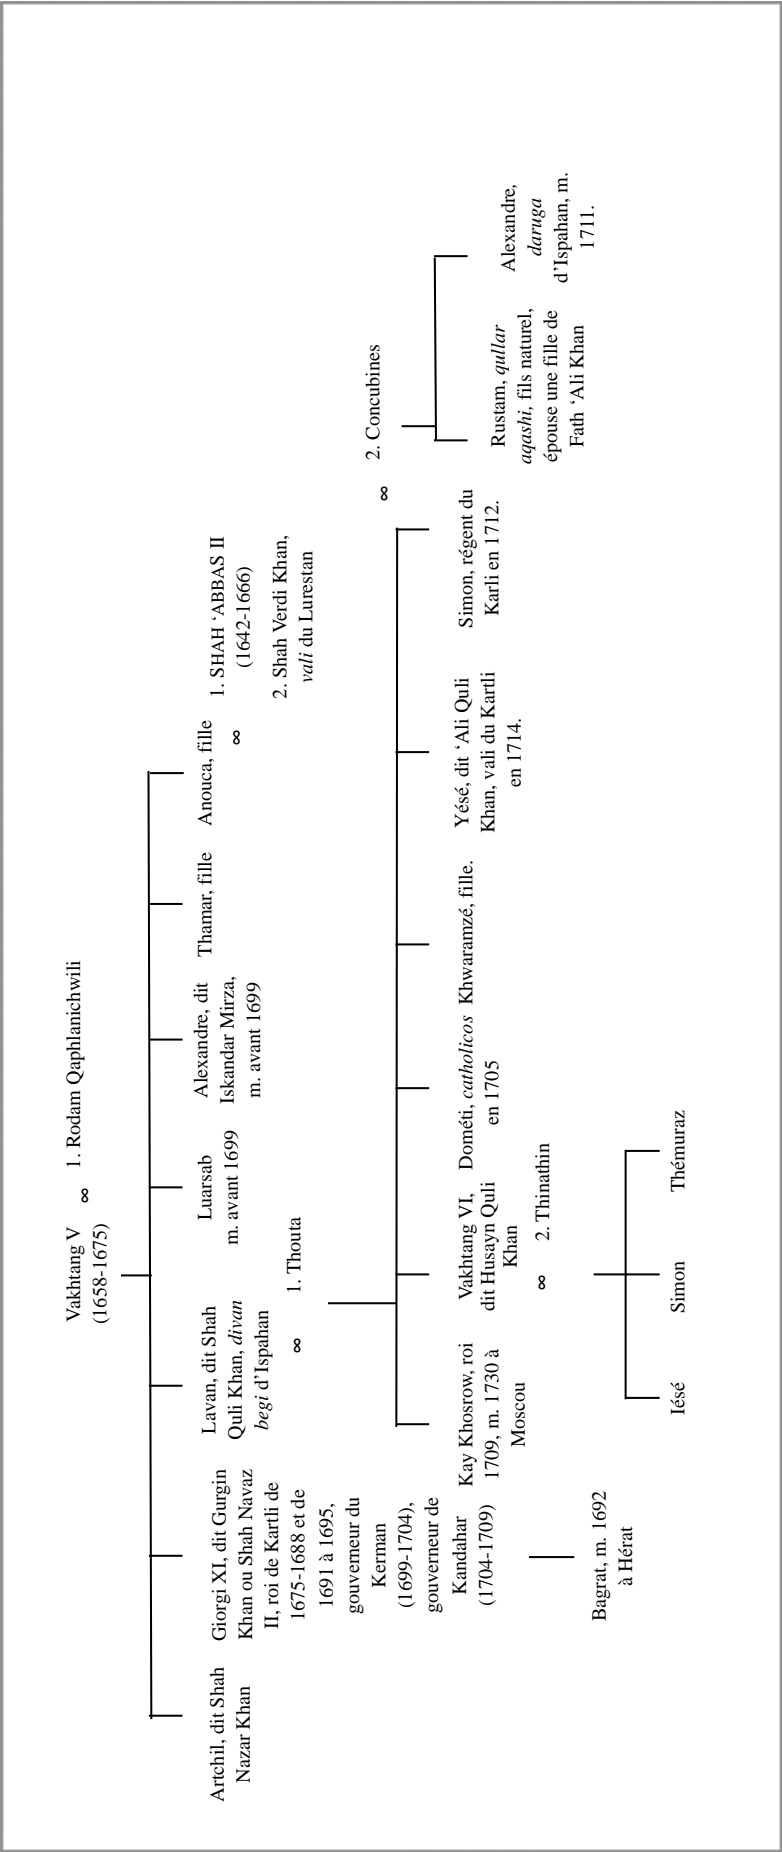 Vakhtang V
(1658-1675)
∞
1. Rodam Qaphlanichwili
Artchil, dit Shah
Nazar Khan
Giorgi XI, dit Gurgin
Khan ou Shah Navaz
II, roi de Kartli de
1675-1688 et de
1691 à 1695,
gouverneur du
Kerman
(1699-1704),
gouverneur de
Kandahar
(1704-1709)
Lavan, dit Shah
Quli Khan, divan
begi d'Ispahan
∞
1. Thouta
Luarsab
m. avant 1699
Alexandre, dit
Iskandar Mirza,
m. avant 1699
Thamar, fille
Anouca, fille
∞
1. SHAH ‘ABBAS II
(1642-1666)
2. Shah Verdi Khan,
vali du Lurestan
∞
2. Concubines
Bagrat, m. 1692
à Hérat
Kay Khosrow, roi
1709, m. 1730 à
Moscou
Vakhtang VI,
dit Husayn Quli
Khan
∞
2. Thinathin
Dométi, catholicos
en 1705
Khwaramzé, fille.
Yésé, dit ‘Ali Quli
Khan, vali du Kartli
en 1714.
Simon, régent du
Karli en 1712.
Rustam, qullar
aqashi, fils naturel,
épouse une fille de
Fath ‘Ali Khan
Alexandre,
daruga
d'Ispahan, m.
1711.
Iésé
Simon
Thémuraz